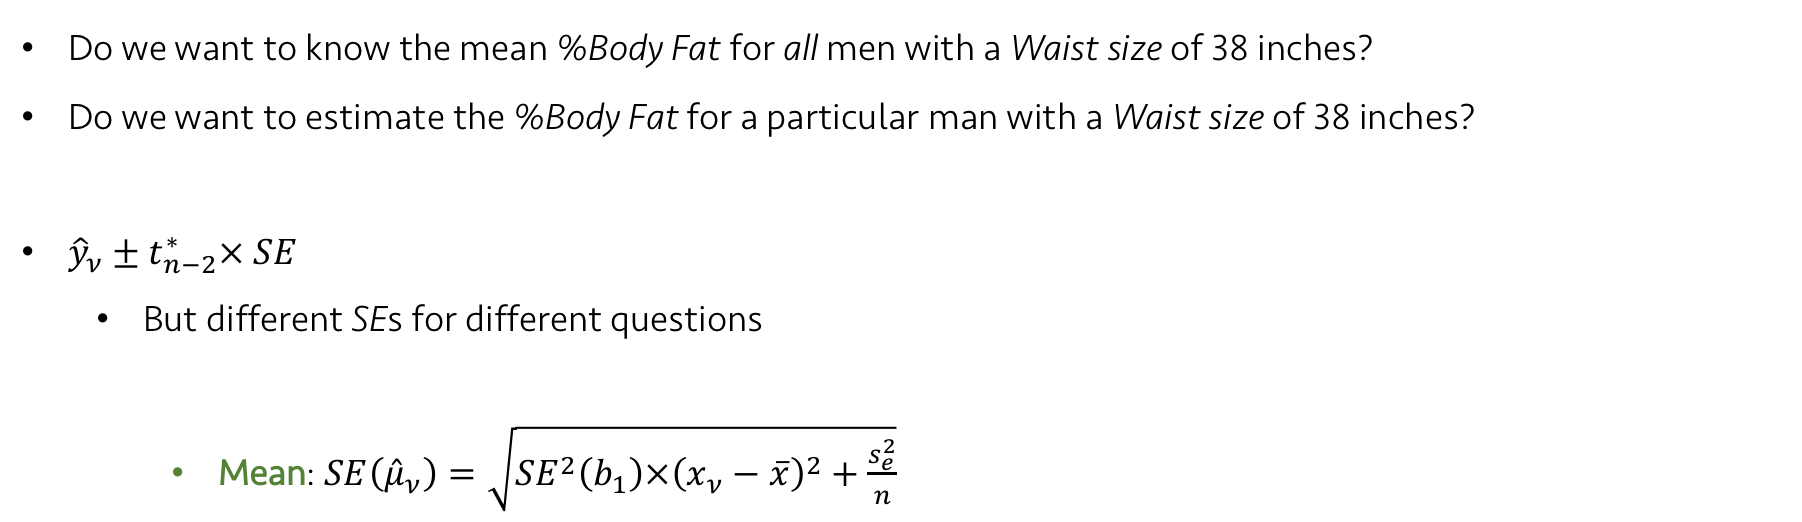 • Do we want to know the mean %Body Fat for all men with a Waist size of 38 inches?
• Do we want to estimate the %Body Fat for a particular man with a Waist size of 38 inches?
• ŷ_ν ± t*_{n−2} × SE
• But different SEs for different questions
• Mean: SE(μ̂_ν) = √(SE²(b₁)×(x_ν − x̄)² + s_e²/n)